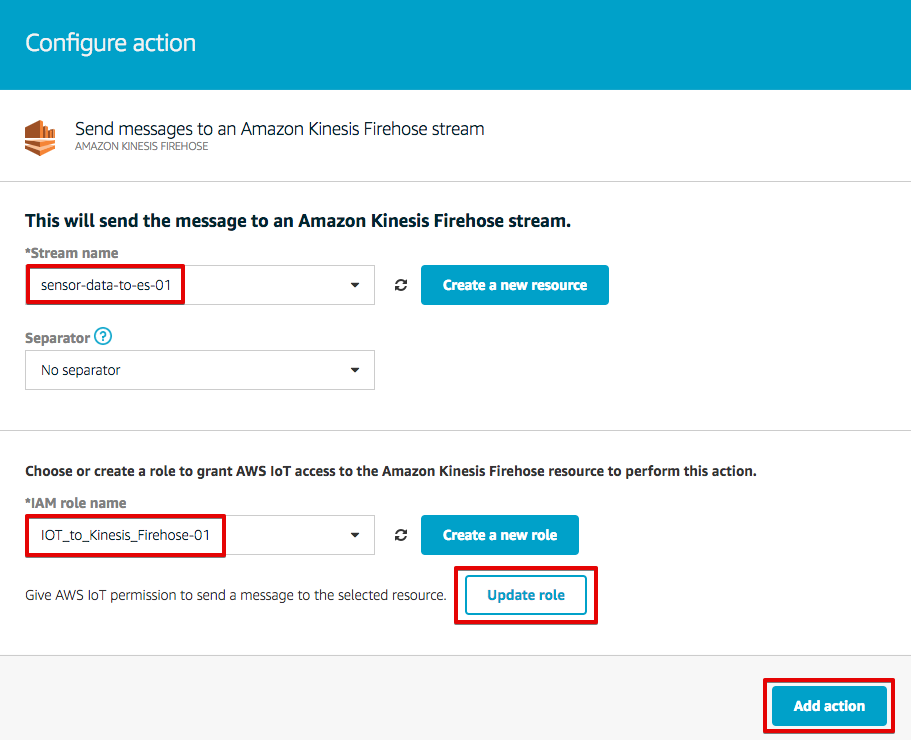 Configure action
Send messages to an Amazon Kinesis Firehose stream
AMAZON KINESIS FIREHOSE
This will send the message to an Amazon Kinesis Firehose stream.
*Stream name
sensor-data-to-es-01
Create a new resource
Separator ?
No separator
Choose or create a role to grant AWS IoT access to the Amazon Kinesis Firehose resource to perform this action.
*IAM role name
IOT_to_Kinesis_Firehose-01
Create a new role
Give AWS IoT permission to send a message to the selected resource.
Update role
Add action